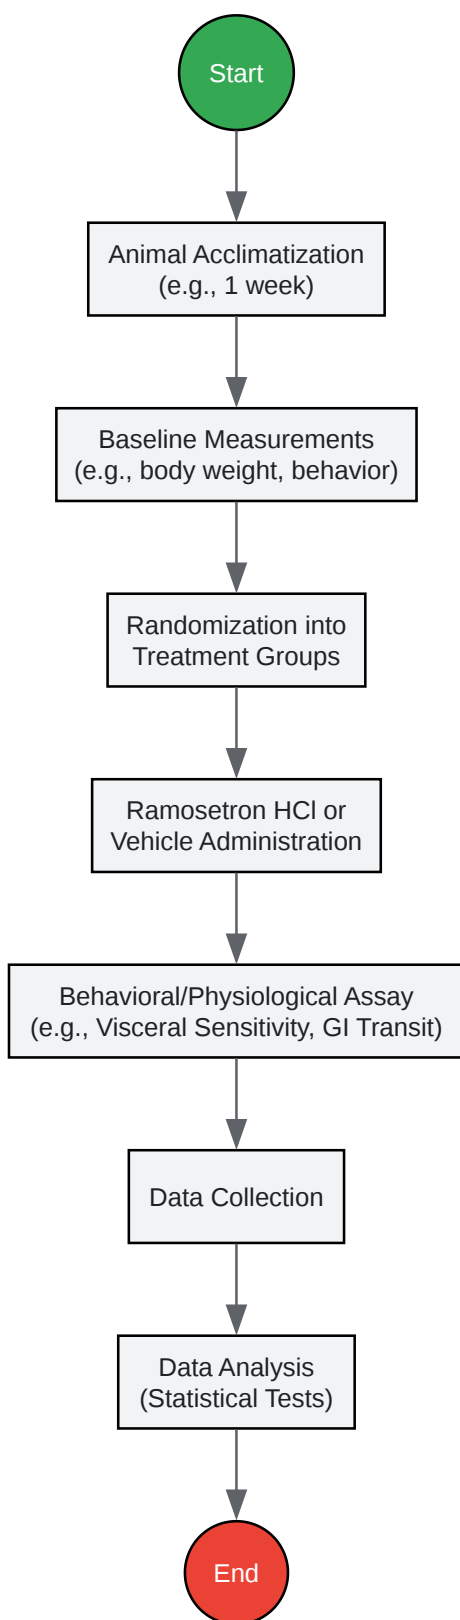 Start
Animal Acclimatization
(e.g., 1 week)
Baseline Measurements
(e.g., body weight, behavior)
Randomization into
Treatment Groups
Ramosetron HCl or
Vehicle Administration
Behavioral/Physiological Assay
(e.g., Visceral Sensitivity, GI Transit)
Data Collection
Data Analysis
(Statistical Tests)
End